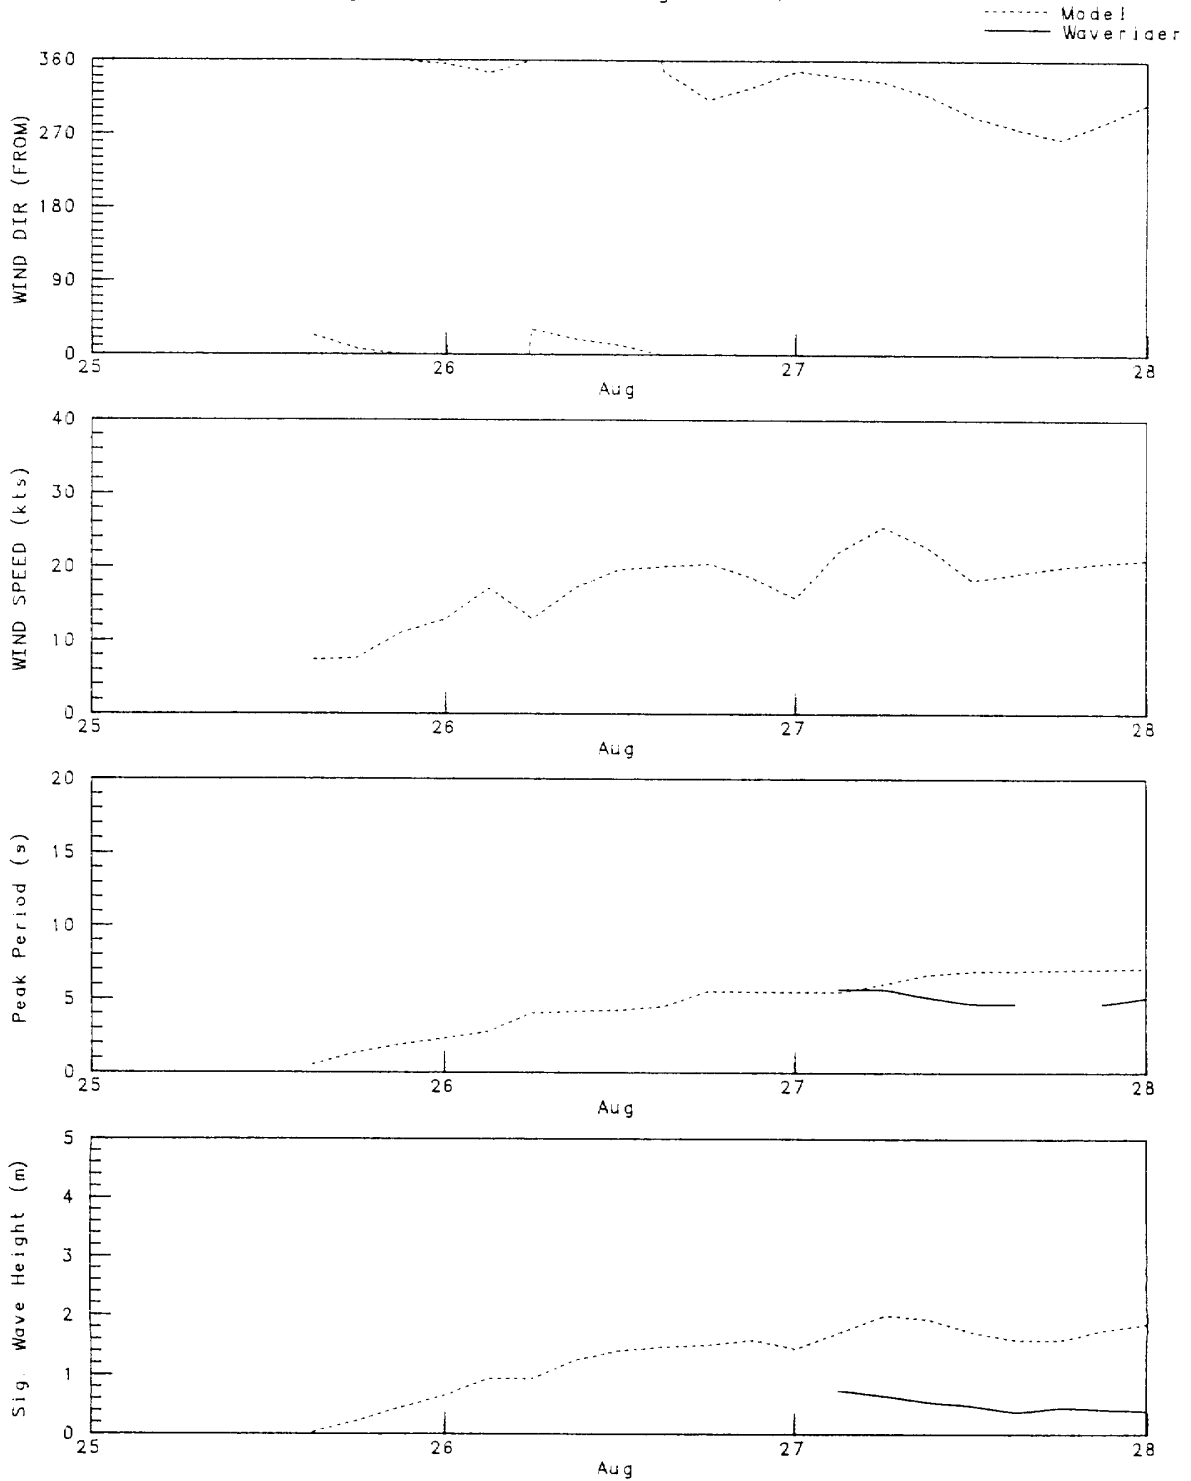 Model
Waverider
360
270
180
90
0
WIND DIR (FROM)
25 26 27 28
Aug
40
30
20
10
0
WIND SPEED (kts)
25 26 27 28
Aug
20
15
10
5
0
Peak Period (s)
25 26 27 28
Aug
5
4
3
2
1
0
Sig. Wave Height (m)
25 26 27 28
Aug